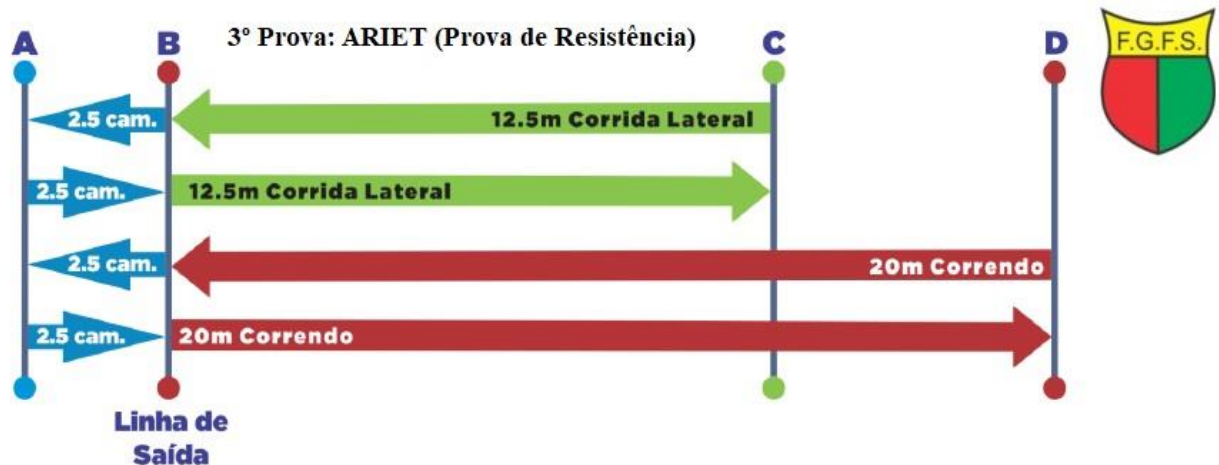 3º Prova: ARIET (Prova de Resistência)
F.G.F.S.
A
B
C
D
2.5 cam.
12.5m Corrida Lateral
2.5 cam.
12.5m Corrida Lateral
2.5 cam.
20m Correndo
2.5 cam.
20m Correndo
Linha de
Saída